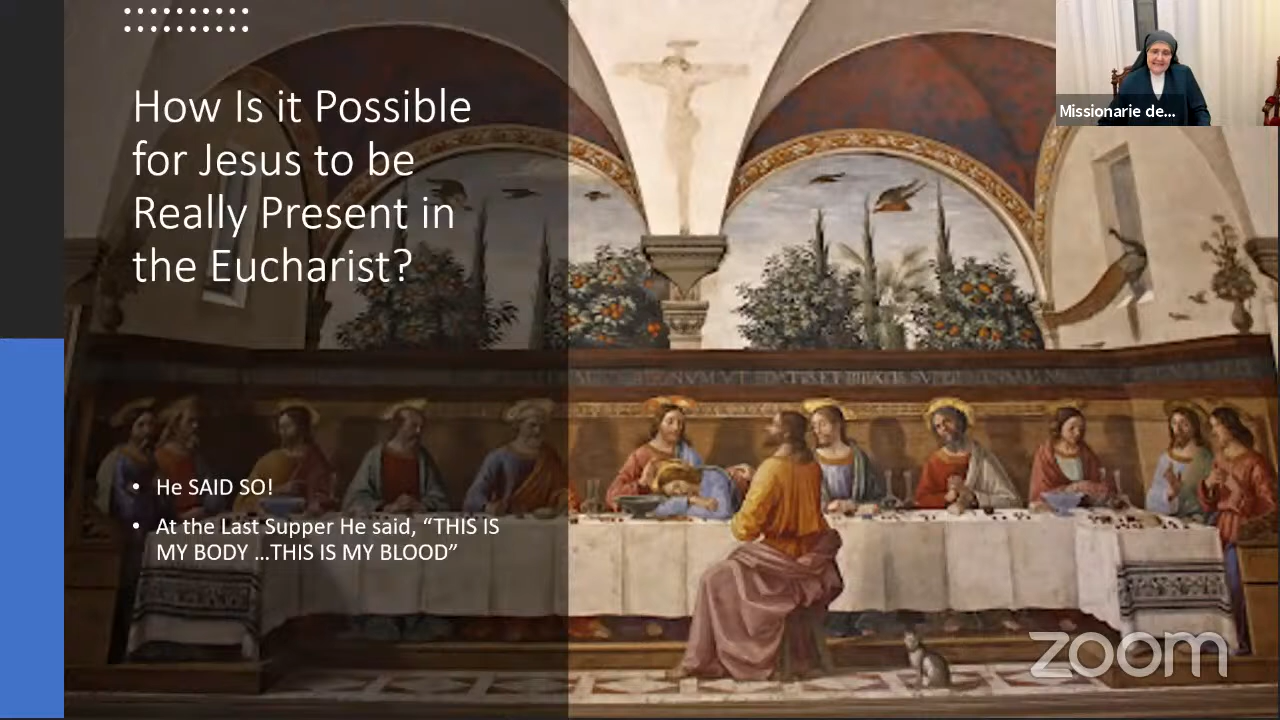 How Is it Possible
for Jesus to be
Really Present in
the Eucharist?
• He SAID SO!
• At the Last Supper He said, “THIS IS
MY BODY …THIS IS MY BLOOD”
Missionarie de...
zoom